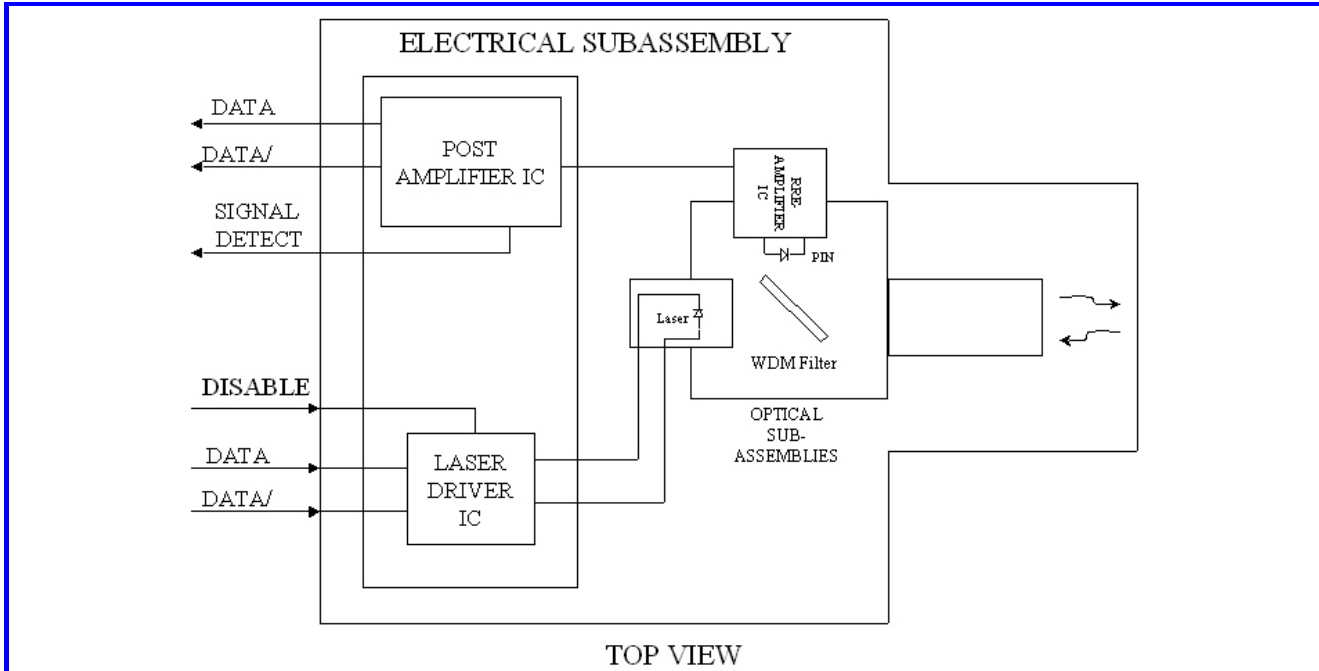 ELECTRICAL SUBASSEMBLY
DATA
DATA/
SIGNAL
DETECT
POST
AMPLIFIER IC
RRE-
AMPLIFIER
IC
PIN
Laser
WDM Filter
OPTICAL
SUB-
ASSEMBLIES
DISABLE
DATA
DATA/
LASER
DRIVER
IC
TOP VIEW